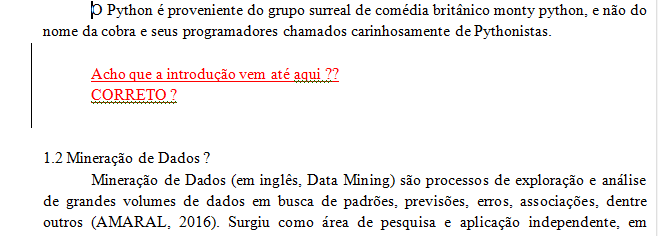 O Python é proveniente do grupo surreal de comédia britânico monty python, e não do
nome da cobra e seus programadores chamados carinhosamente de Pythonistas.
Acho que a introdução vem até aqui ??
CORRETO ?
1.2 Mineração de Dados ?
Mineração de Dados (em inglês, Data Mining) são processos de exploração e análise
de grandes volumes de dados em busca de padrões, previsões, erros, associações, dentre
outros (AMARAL, 2016). Surgiu como área de pesquisa e aplicação independente, em